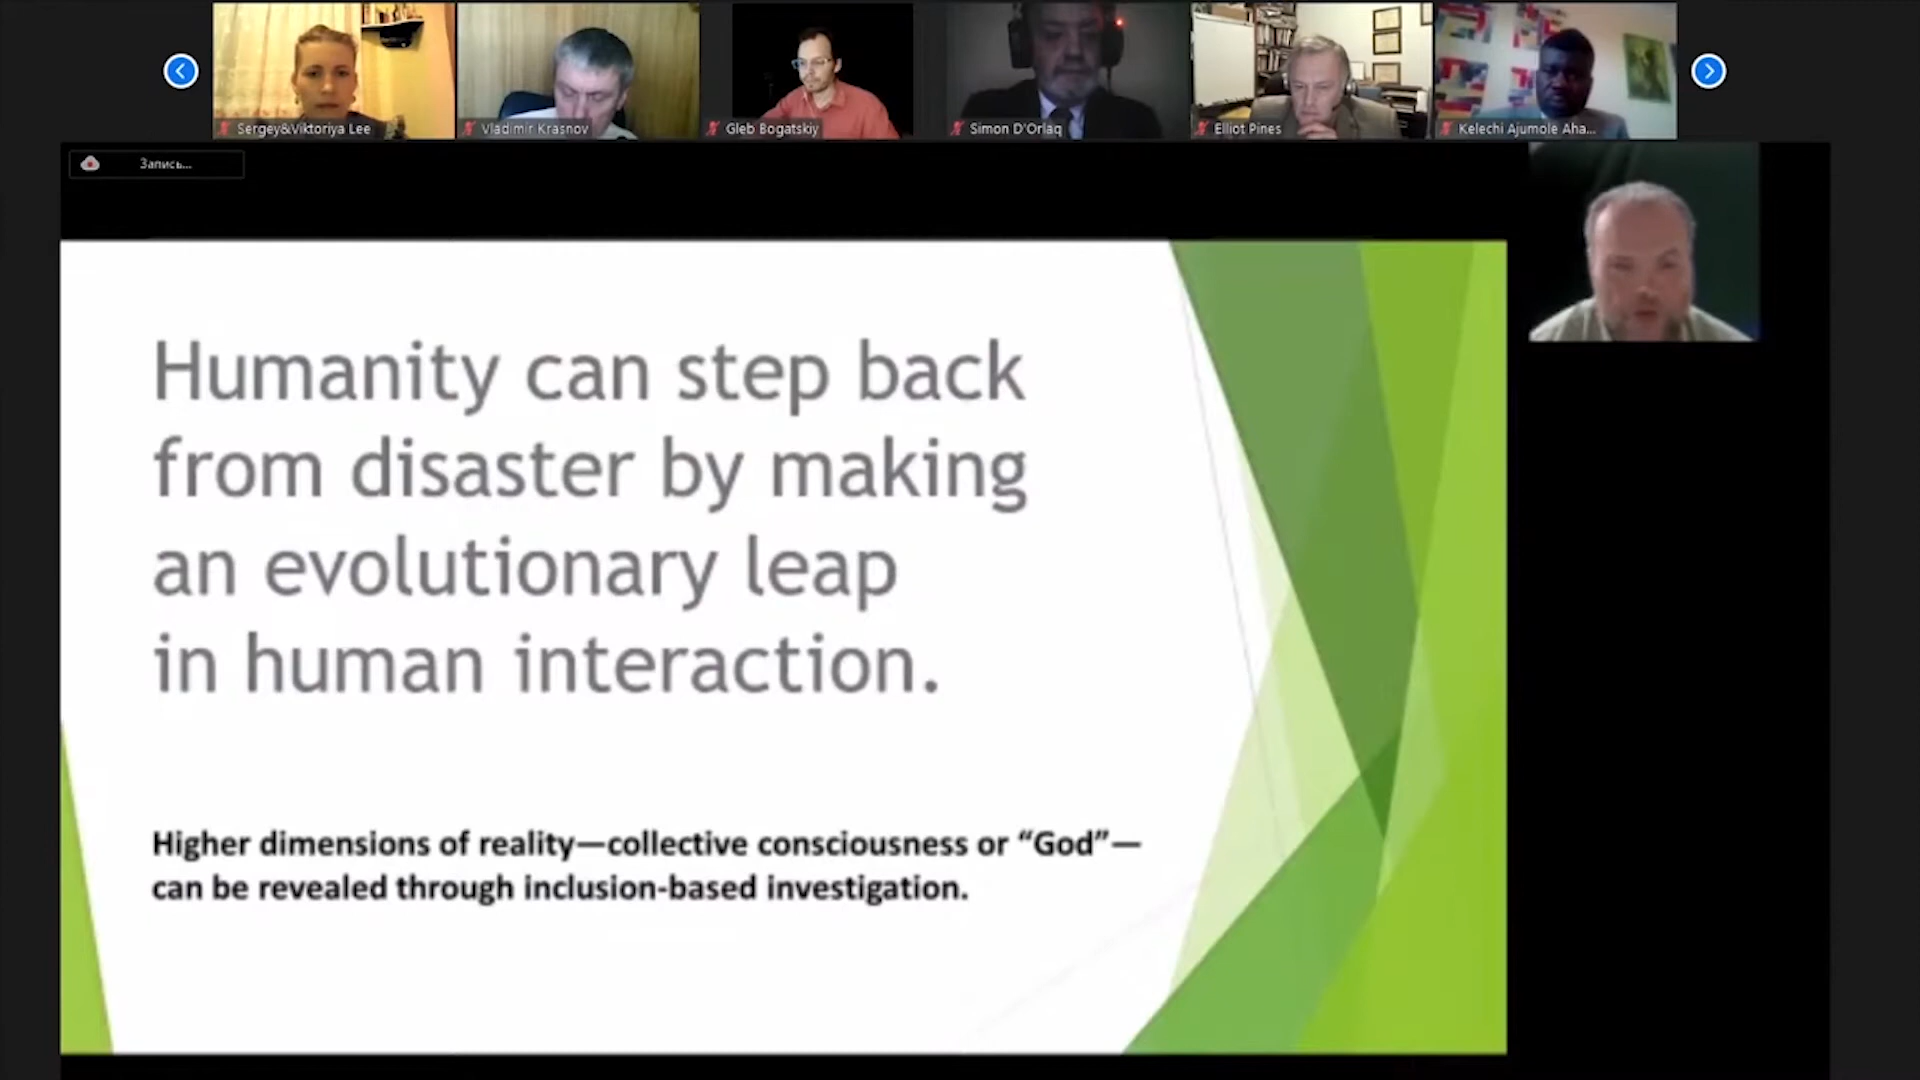 Sergey&Viktoriya Lee
Vladimir Krasnov
Gleb Bogatskiy
Simon D'Orlaq
Elliot Pines
Kelechi Ajumole Aha...
Запись...
Humanity can step back
from disaster by making
an evolutionary leap
in human interaction.
Higher dimensions of reality—collective consciousness or “God”—
can be revealed through inclusion-based investigation.